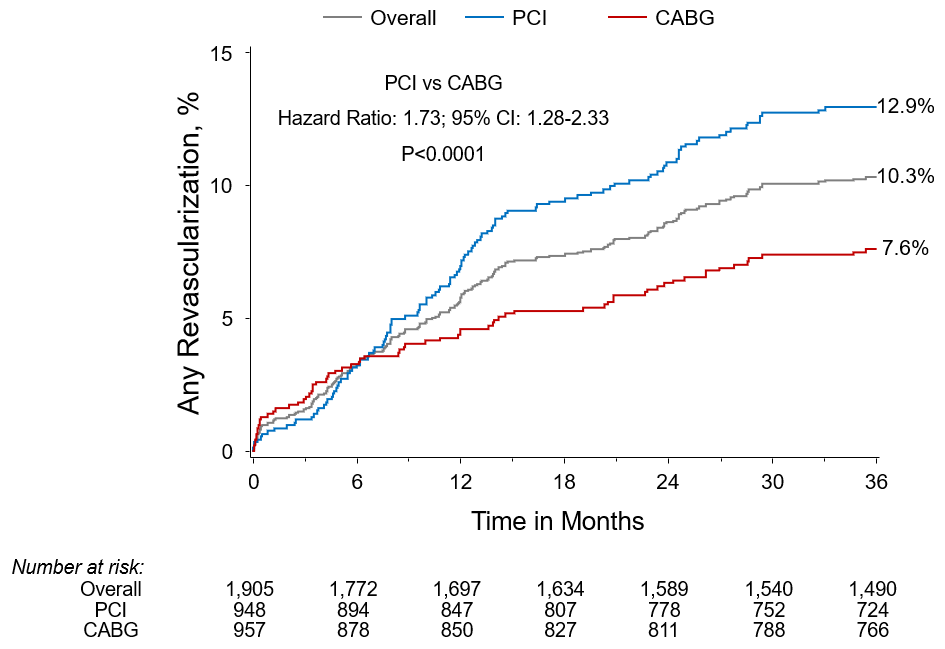 Overall PCI CABG
15
PCI vs CABG
Hazard Ratio: 1.73; 95% CI: 1.28-2.33
P<0.0001
12.9%
10
10.3%
7.6%
5
0
Any Revascularization, %
0 6 12 18 24 30 36
Time in Months
Number at risk:
Overall 1,905 1,772 1,697 1,634 1,589 1,540 1,490
PCI 948 894 847 807 778 752 724
CABG 957 878 850 827 811 788 766